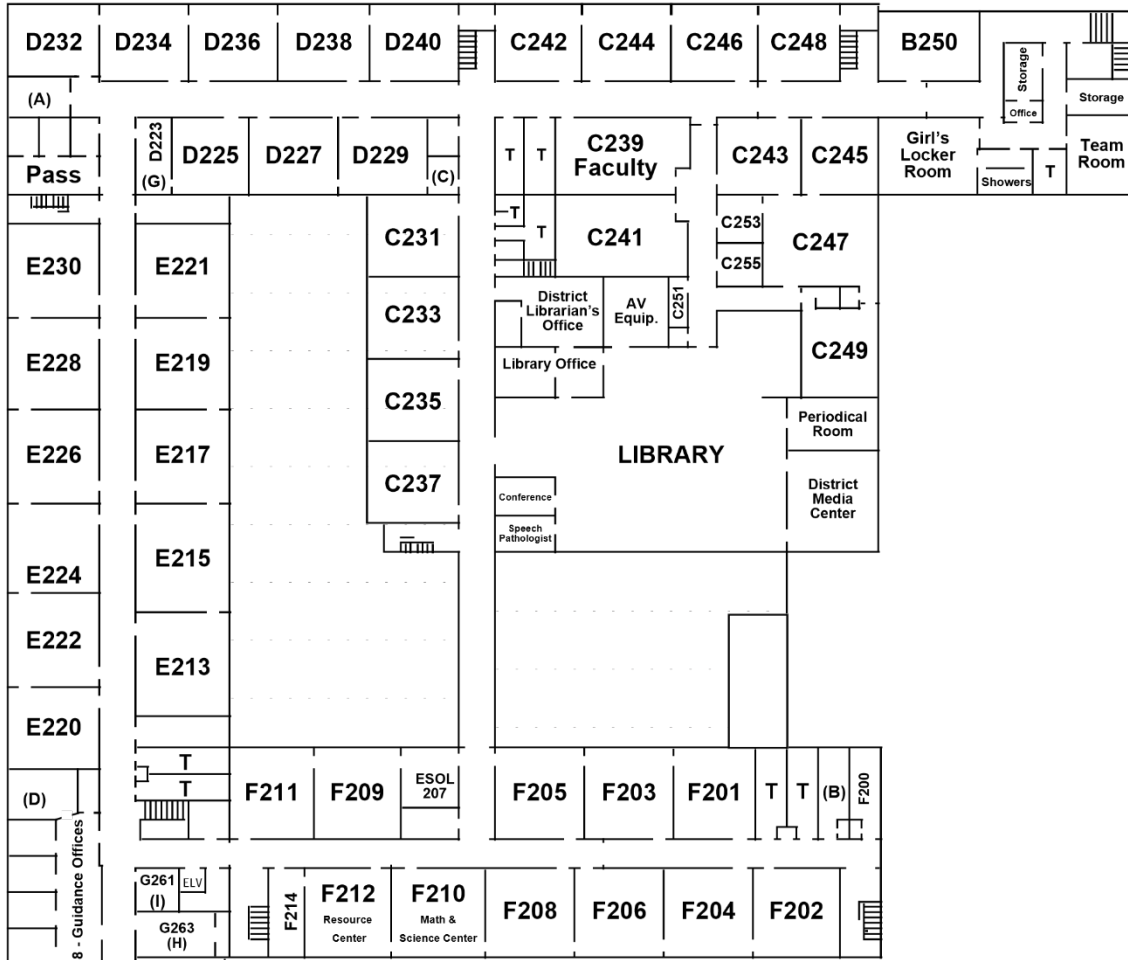 D232
D234
D236
D238
D240
C242
C244
C246
C248
B250
Storage
Office
Storage
(A)
Pass
D223
(G)
D225
D227
D229
(C)
T
T
C239
Faculty
C243
C245
Girl's
Locker
Room
Showers
T
Team
Room
E230
E221
C231
T
T
C241
C253
C255
C247
C233
District
Librarian's
Office
AV
Equip.
C251
E228
E219
Library Office
C249
C235
Periodical
Room
E226
E217
LIBRARY
C237
Conference
District
Media
Center
Speech
Pathologist
E224
E215
E222
E213
E220
T
T
(D)
F211
F209
ESOL
207
F205
F203
F201
T
T
(B)
F200
8 - Guidance Offices
G261
(I)
ELV
G263
(H)
F214
F212
Resource
Center
F210
Math &
Science Center
F208
F206
F204
F202